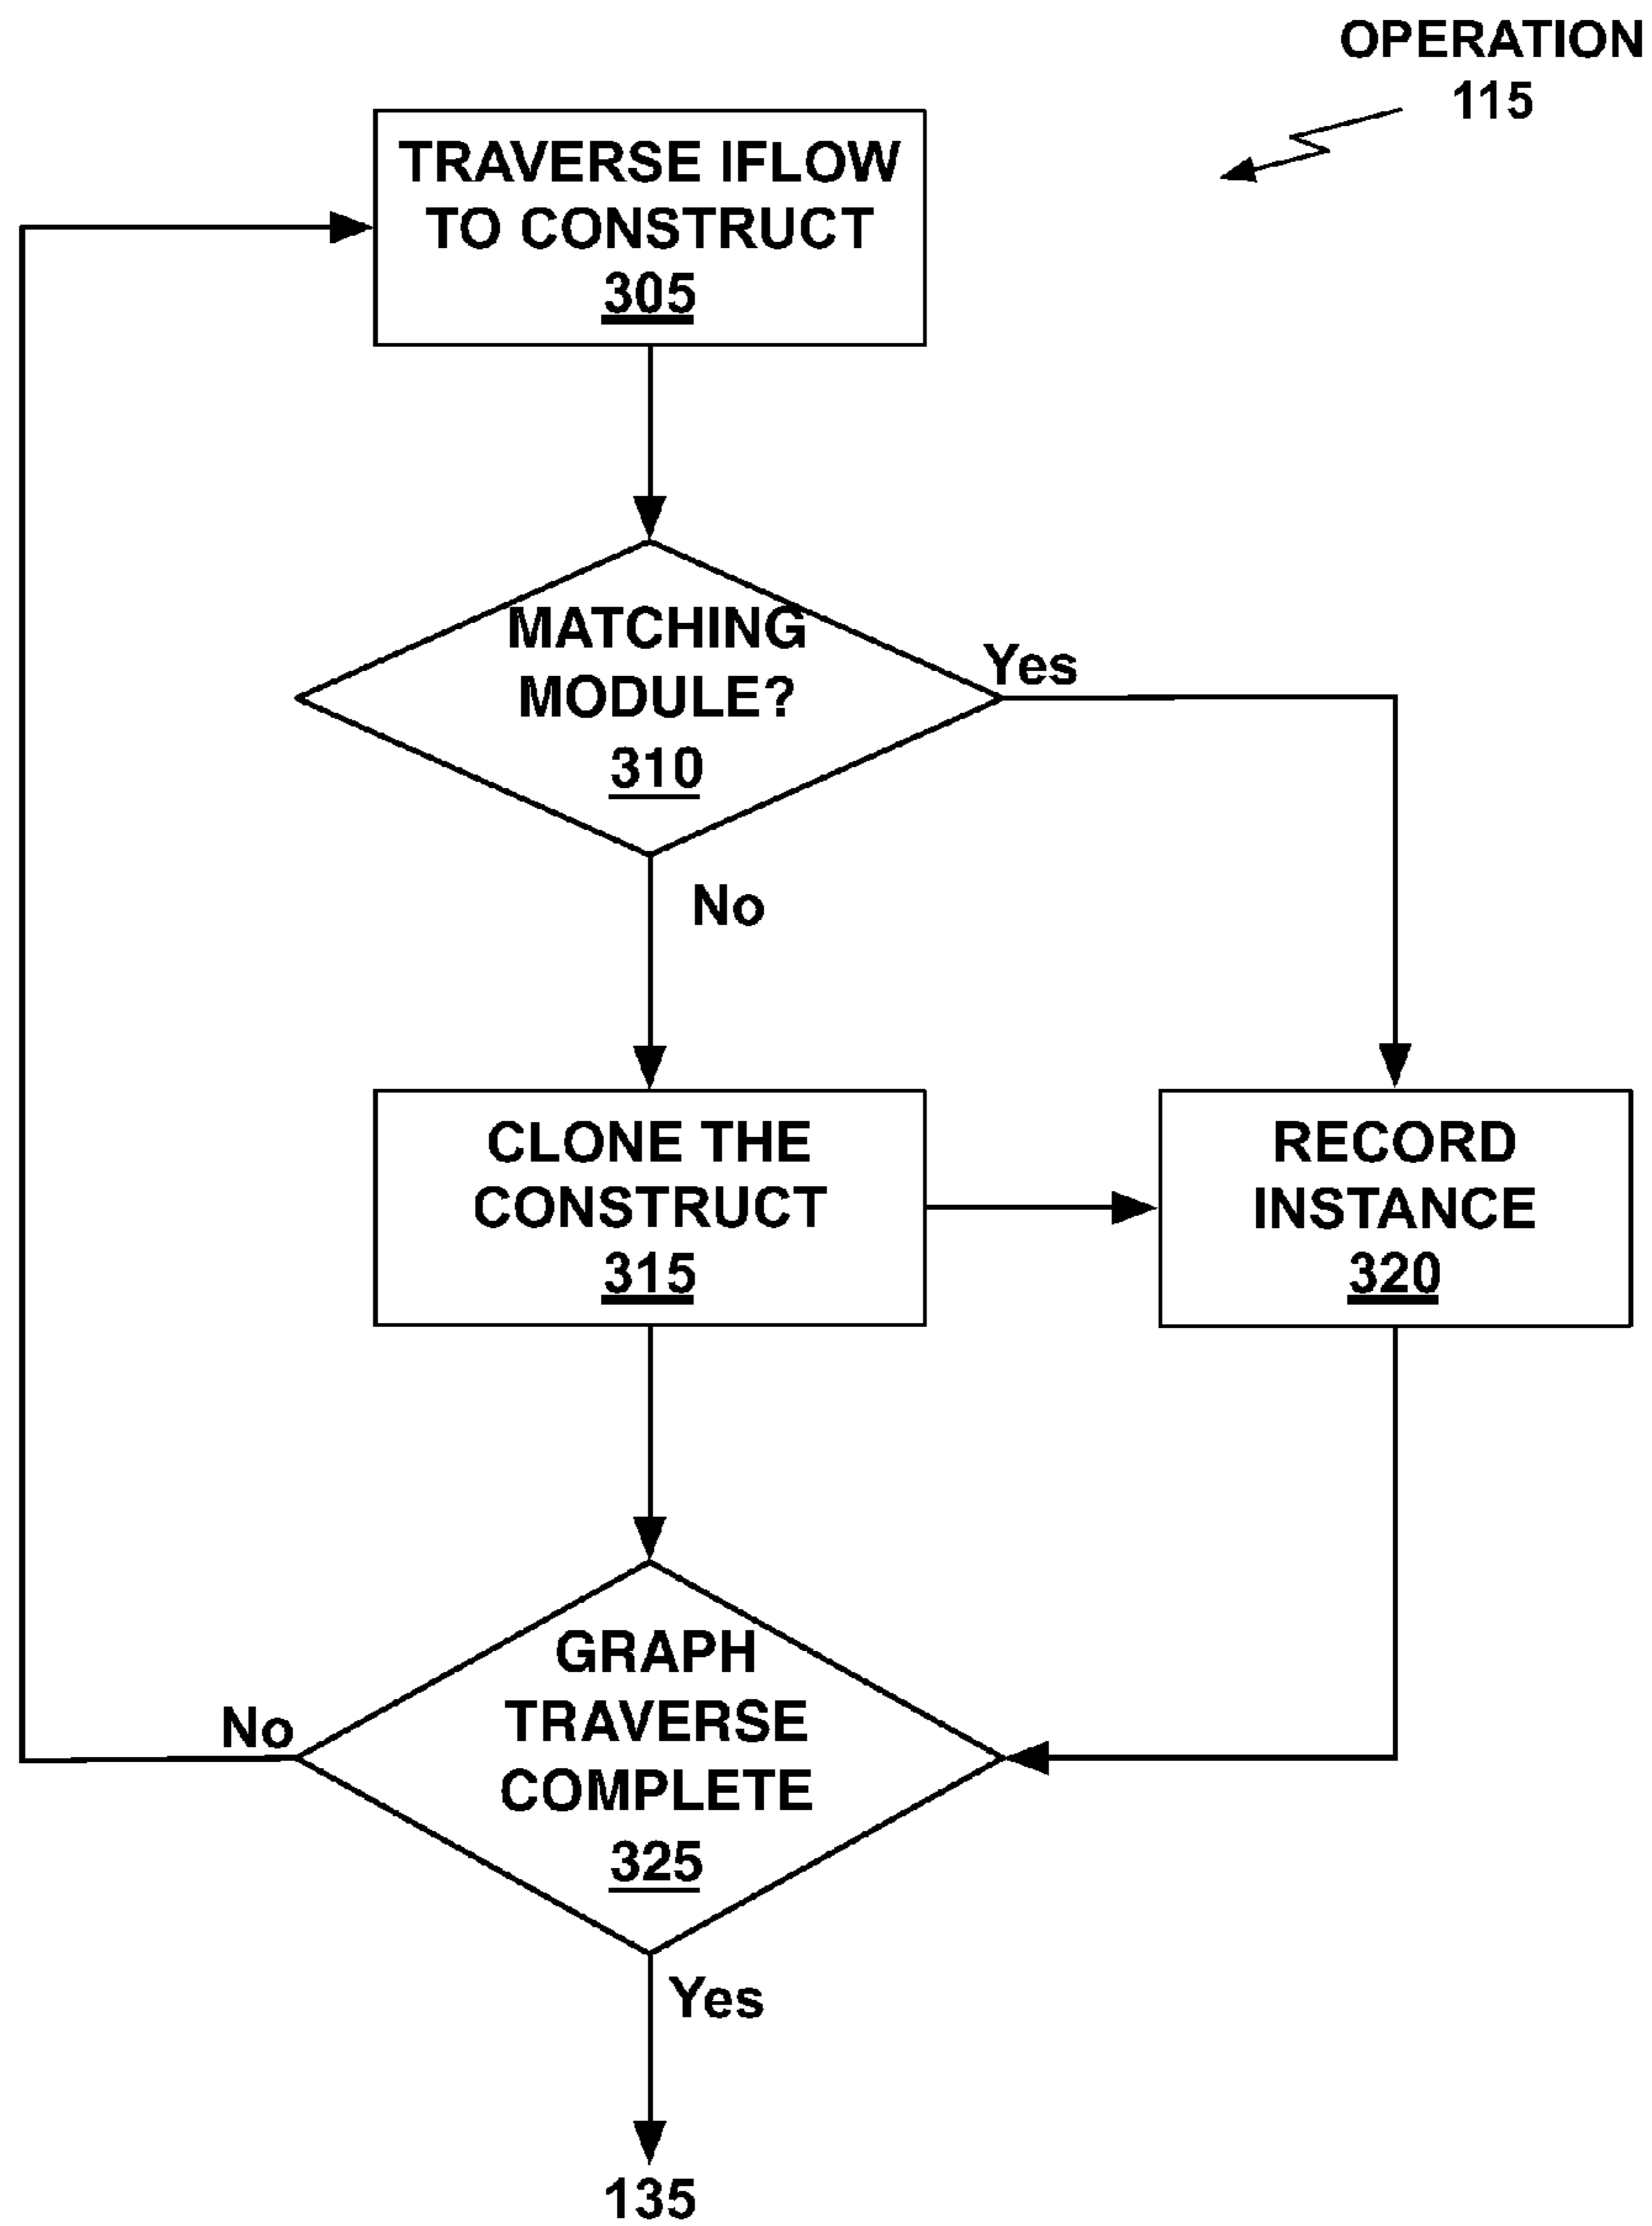 OPERATION
115
TRAVERSE IFLOW
TO CONSTRUCT
305
MATCHING
MODULE?
310
Yes
No
CLONE THE
CONSTRUCT
315
RECORD
INSTANCE
320
GRAPH
TRAVERSE
COMPLETE
325
No
Yes
135